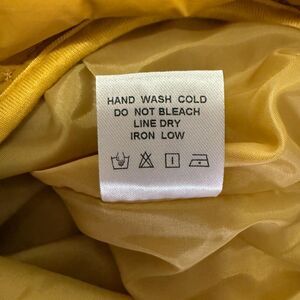 HAND WASH COLD
DO NOT BLEACH
LINE DRY
IRON LOW